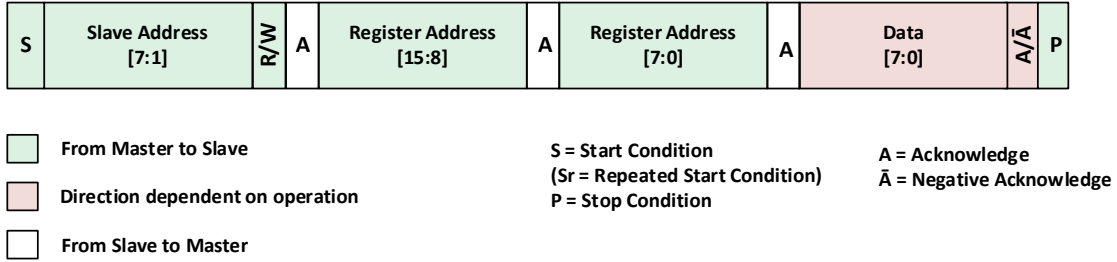 S
Slave Address
[7:1]
R/W
A
Register Address
[15:8]
A
Register Address
[7:0]
A
Data
[7:0]
A/Ā
P
From Master to Slave
Direction dependent on operation
From Slave to Master
S = Start Condition
(Sr = Repeated Start Condition)
P = Stop Condition
A = Acknowledge
Ā = Negative Acknowledge